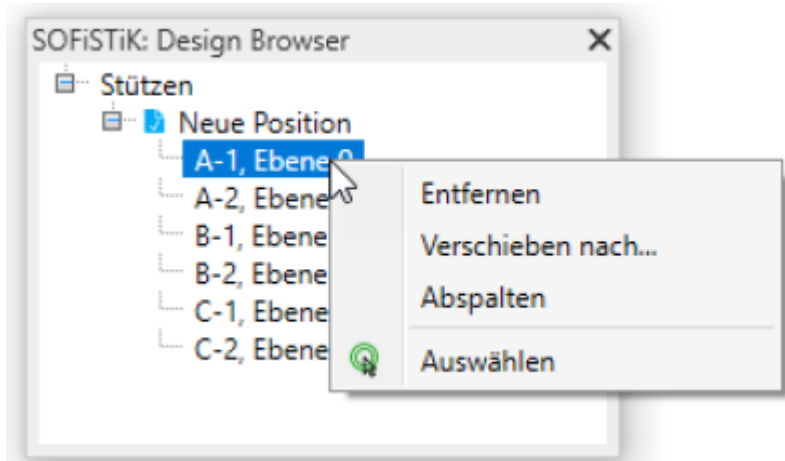 SOFiSTiK: Design Browser
Stützen
Neue Position
A-1, Ebene 0
A-2, Ebene
B-1, Ebene
B-2, Ebene
C-1, Ebene
C-2, Ebene
Entfernen
Verschieben nach...
Abspalten
Auswählen